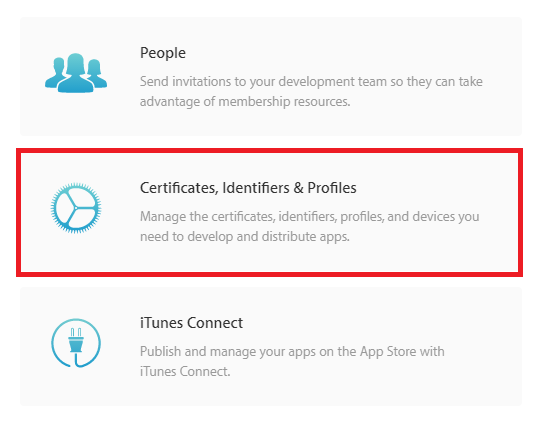 People
Send invitations to your development team so they can take
advantage of membership resources.
Certificates, Identifiers & Profiles
Manage the certificates, identifiers, profiles, and devices you
need to develop and distribute apps.
iTunes Connect
Publish and manage your apps on the App Store with
iTunes Connect.